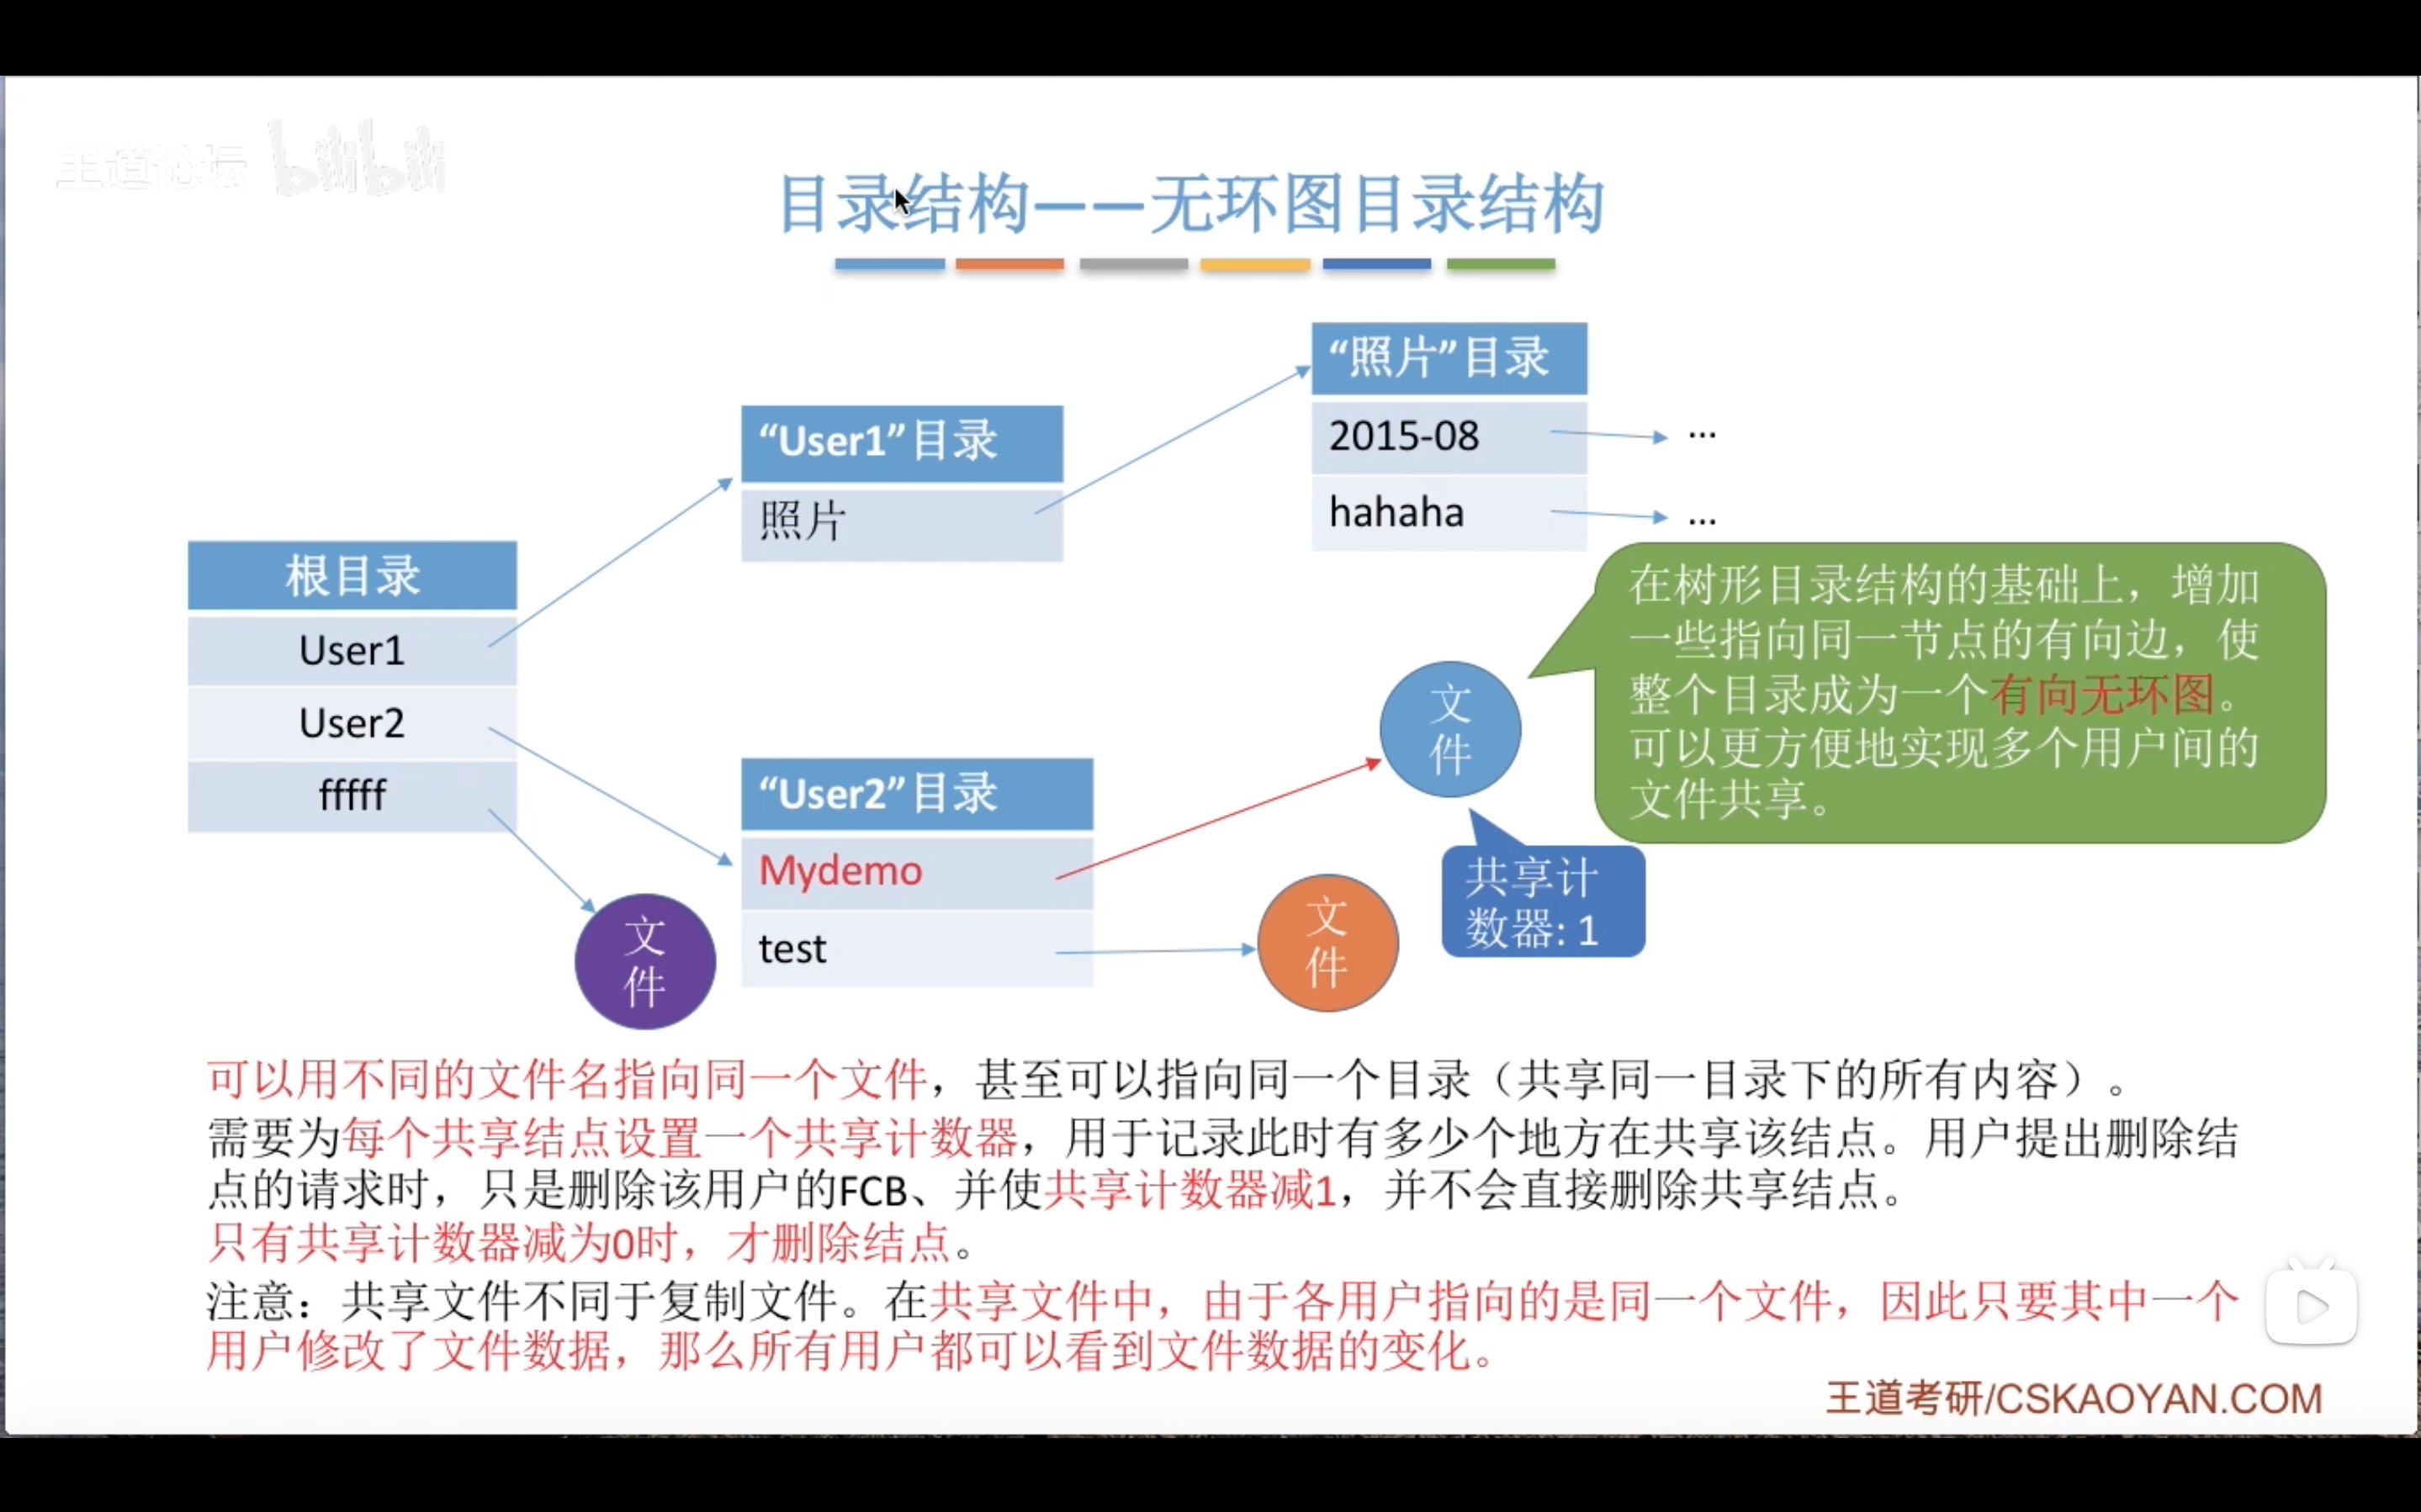 王道论坛 bilibili
目录结构——无环图目录结构
“照片”目录
2015-08
...
hahaha
...
“User1”目录
照片
根目录
User1
User2
fffff
文件
“User2”目录
Mydemo
test
文
件
文
件
共享计
数器: 1
在树形目录结构的基础上，增加
一些指向同一节点的有向边，使
整个目录成为一个有向无环图。
可以更方便地实现多个用户间的
文件共享。
可以用不同的文件名指向同一个文件，甚至可以指向同一个目录（共享同一目录下的所有内容）。
需要为每个共享结点设置一个共享计数器，用于记录此时有多少个地方在共享该结点。用户提出删除结
点的请求时，只是删除该用户的FCB、并使共享计数器减1，并不会直接删除共享结点。
只有共享计数器减为0时，才删除结点。
注意：共享文件不同于复制文件。在共享文件中，由于各用户指向的是同一个文件，因此只要其中一个
用户修改了文件数据，那么所有用户都可以看到文件数据的变化。
王道考研/CSKAOYAN.COM